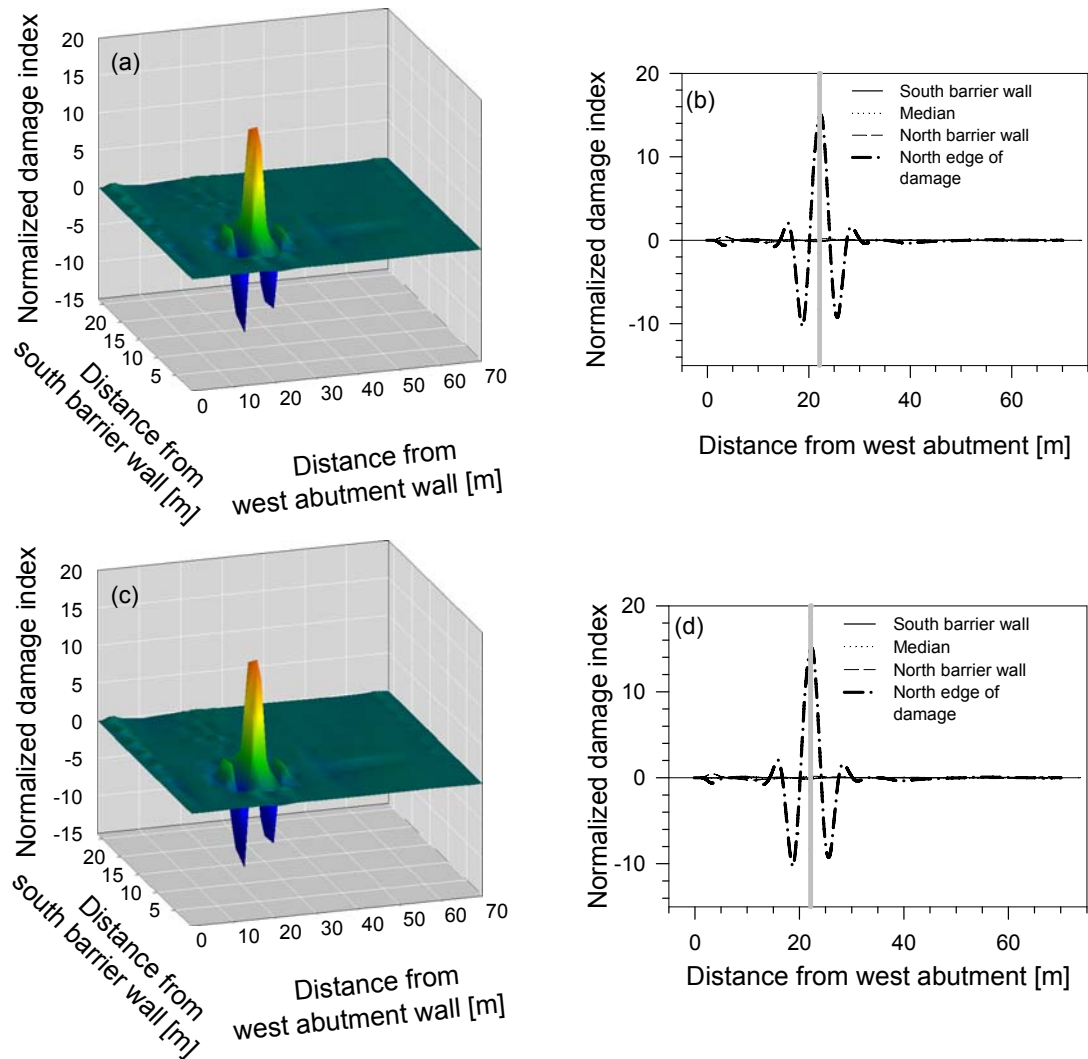 (a)
Normalized damage index
20
15
10
5
0
-5
-10
-15
20
15
10
5
Distance from
south barrier wall [m]
0
10
20
30
40
50
60
70
Distance from
west abutment wall [m]
(b)
Normalized damage index
20
10
0
-10
South barrier wall
Median
North barrier wall
North edge of
damage
0
20
40
60
Distance from west abutment [m]
(c)
Normalized damage index
20
15
10
5
0
-5
-10
-15
20
15
10
5
Distance from
south barrier wall [m]
0
10
20
30
40
50
60
70
Distance from
west abutment wall [m]
(d)
Normalized damage index
20
10
0
-10
South barrier wall
Median
North barrier wall
North edge of
damage
0
20
40
60
Distance from west abutment [m]